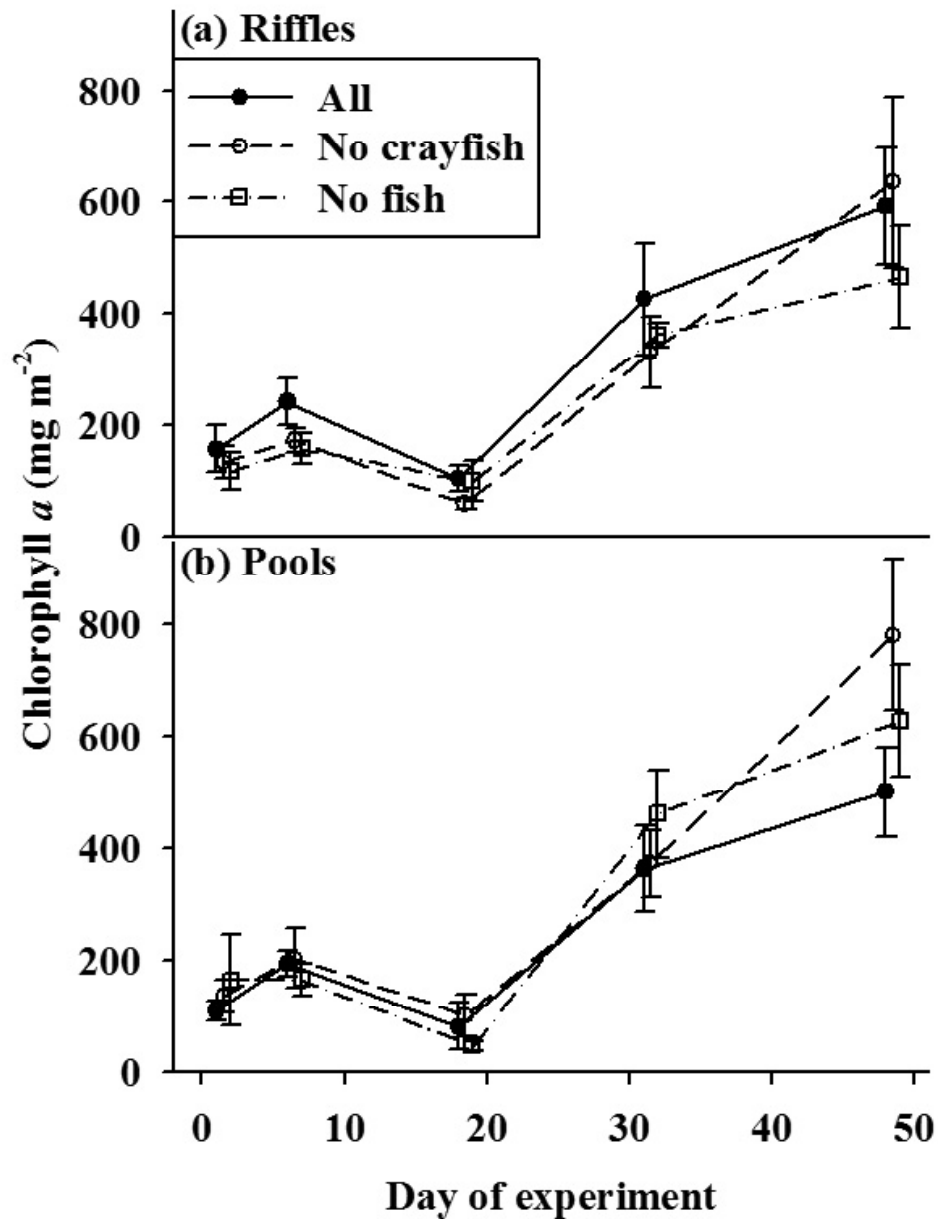 (a) Riffles
All
No crayfish
No fish
800
600
400
200
0
(b) Pools
800
600
400
200
0
Chlorophyll a (mg m⁻²)
0 10 20 30 40 50
Day of experiment